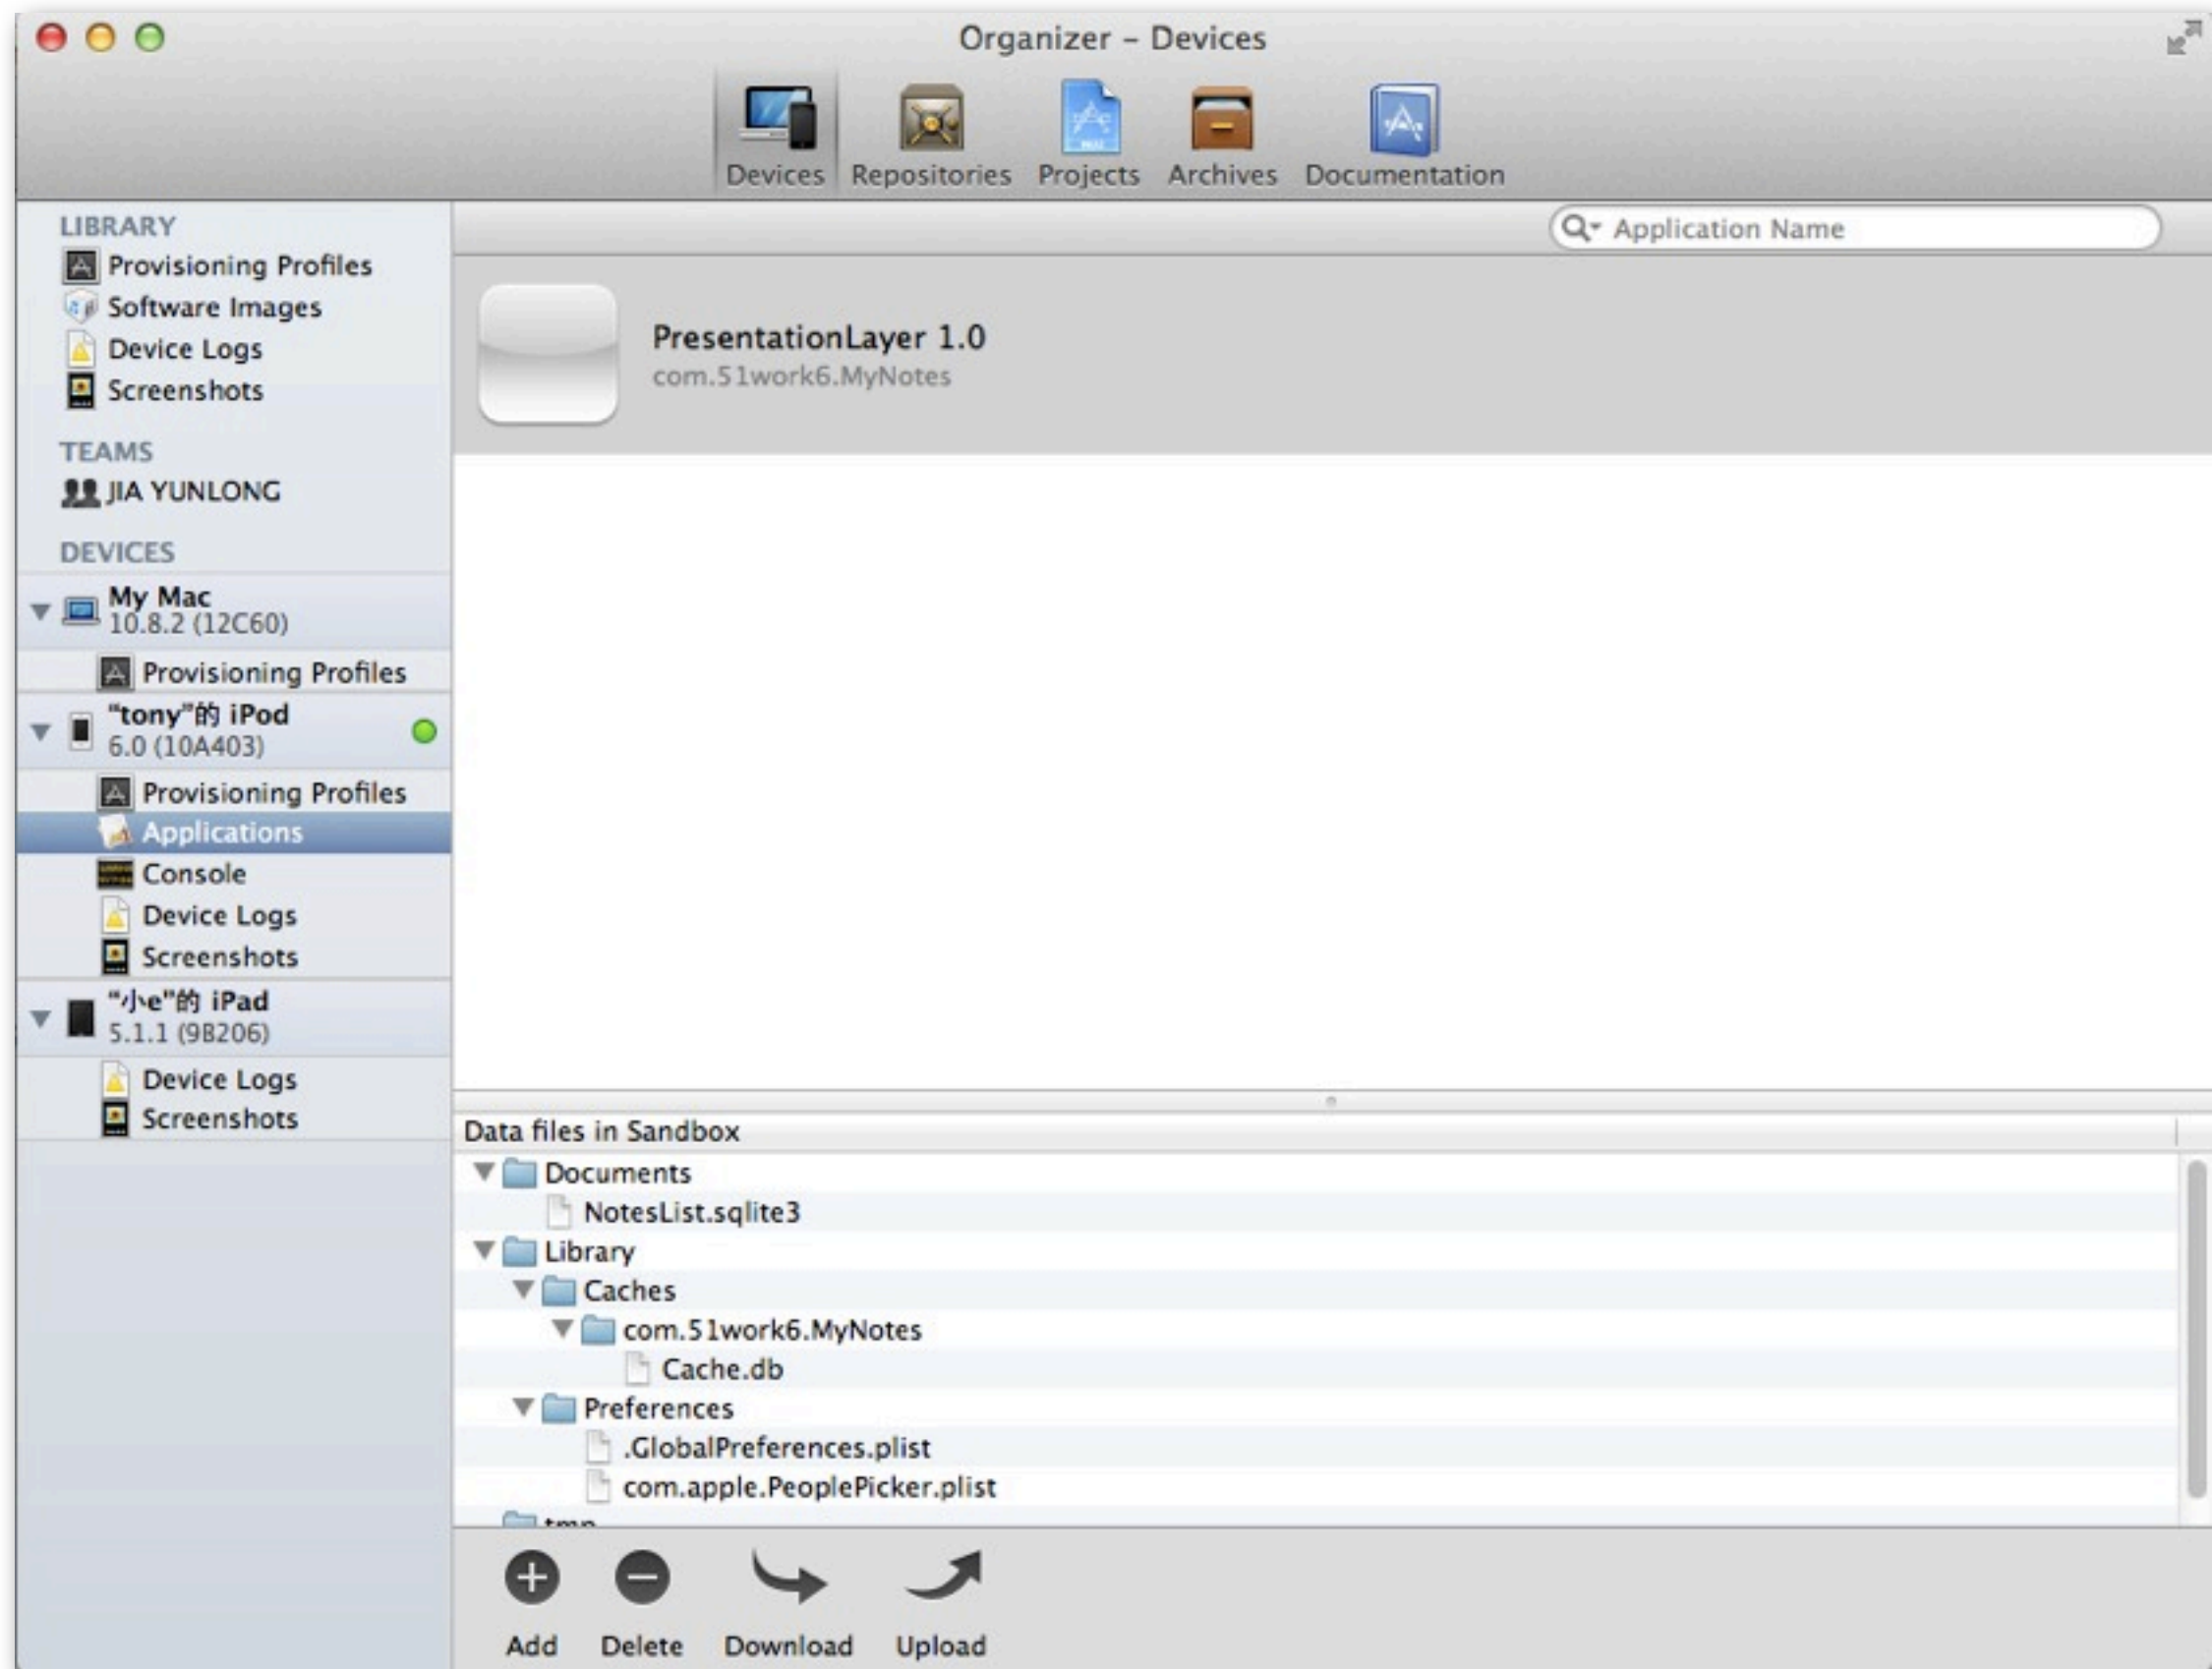 Organizer – Devices
Devices Repositories Projects Archives Documentation
LIBRARY
Provisioning Profiles
Software Images
Device Logs
Screenshots
TEAMS
JIA YUNLONG
DEVICES
My Mac
10.8.2 (12C60)
Provisioning Profiles
“tony”的 iPod
6.0 (10A403)
Provisioning Profiles
Applications
Console
Device Logs
Screenshots
“小e”的 iPad
5.1.1 (9B206)
Device Logs
Screenshots
Application Name
PresentationLayer 1.0
com.51work6.MyNotes
Data files in Sandbox
Documents
NotesList.sqlite3
Library
Caches
com.51work6.MyNotes
Cache.db
Preferences
.GlobalPreferences.plist
com.apple.PeoplePicker.plist
tmp
Add Delete Download Upload